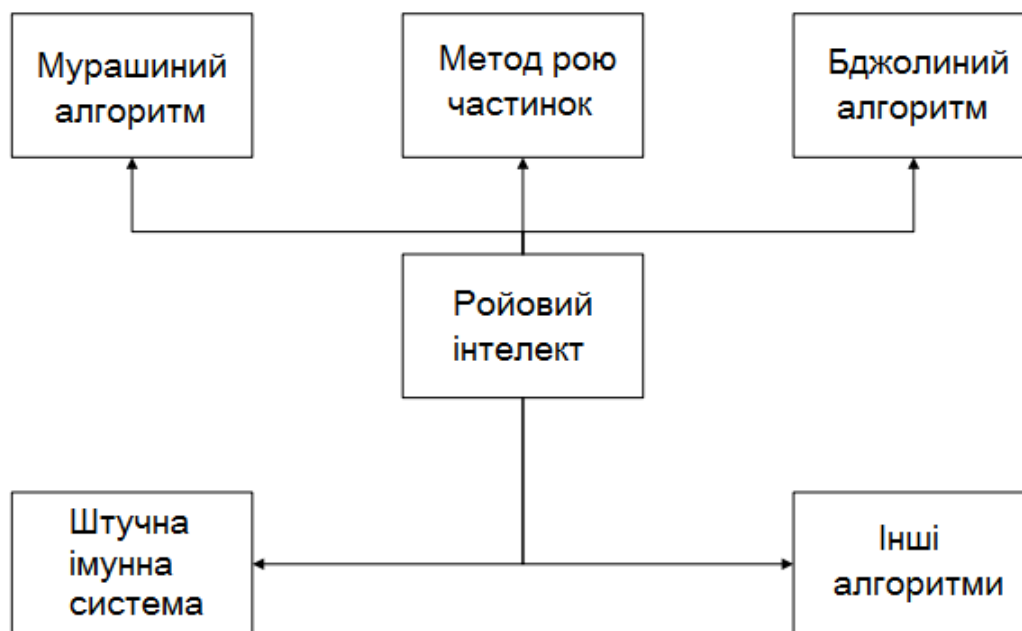 Мурашиний
алгоритм
Метод рою
частинок
Бджолиний
алгоритм
Ройовий
інтелект
Штучна
імунна
система
Інші
алгоритми